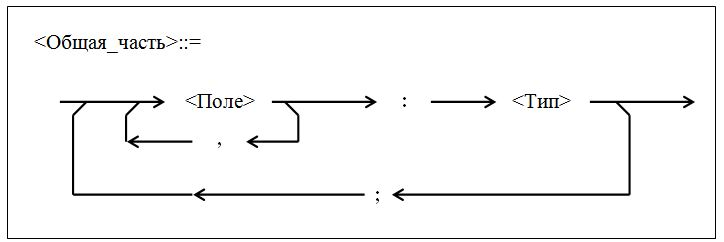 <Общая_часть>::=
<Поле> : <Тип>
,
;